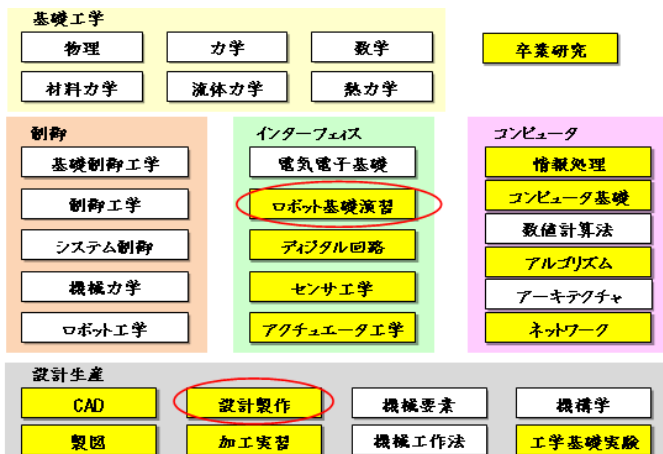 基礎工学
物理
力学
数学
卒業研究
材料力学
流体力学
熱力学
制御
基礎制御工学
制御工学
システム制御
機械力学
ロボット工学
インターフェイス
電気電子基礎
ロボット基礎演習
ディジタル回路
センサ工学
アクチュエータ工学
コンピュータ
情報処理
コンピュータ基礎
数値計算法
アルゴリズム
アーキテクチャ
ネットワーク
設計生産
CAD
設計製作
機械要素
機構学
製図
加工実習
機械工作法
工学基礎実験